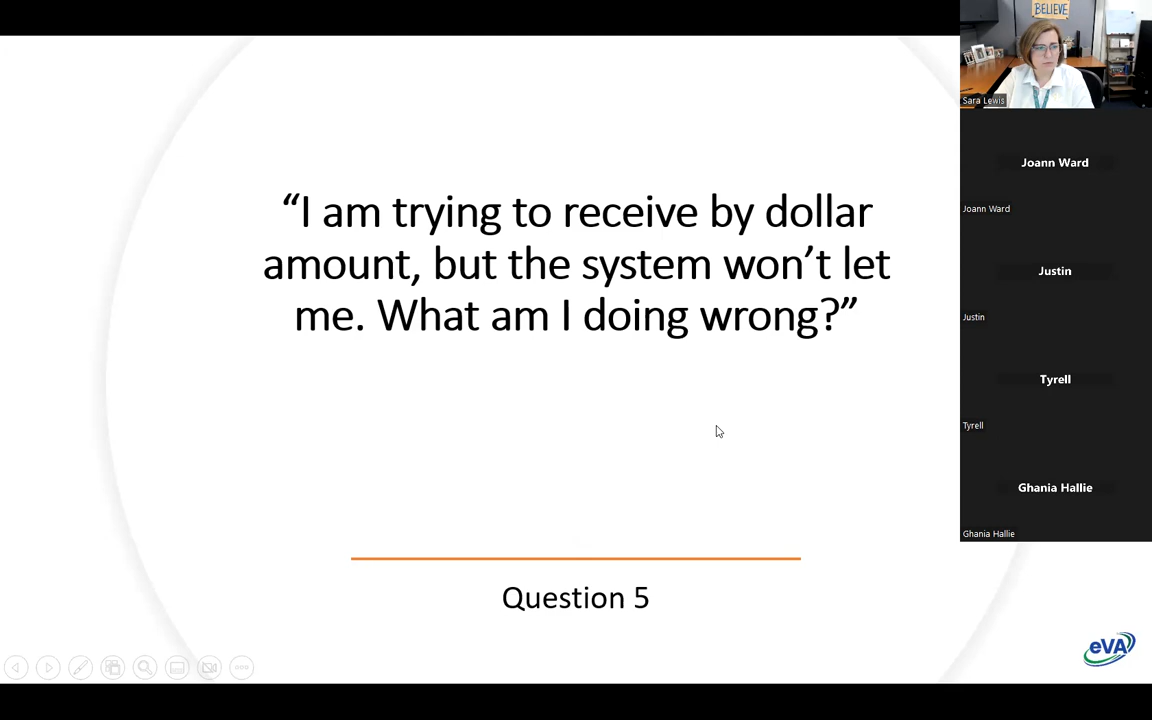 “I am trying to receive by dollar
amount, but the system won’t let
me. What am I doing wrong?”
Question 5
eVA
BELIEVE
Sara Lewis
Joann Ward
Joann Ward
Justin
Justin
Tyrell
Tyrell
Ghania Hallie
Ghania Hallie